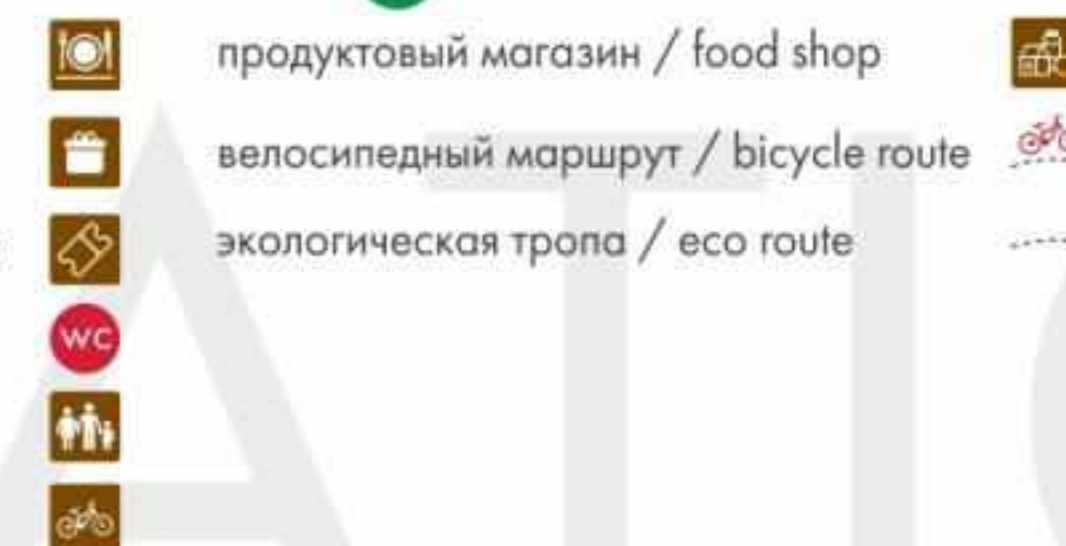 продуктовый магазин / food shop
велосипедный маршрут / bicycle route
экологическая тропа / eco route
WC